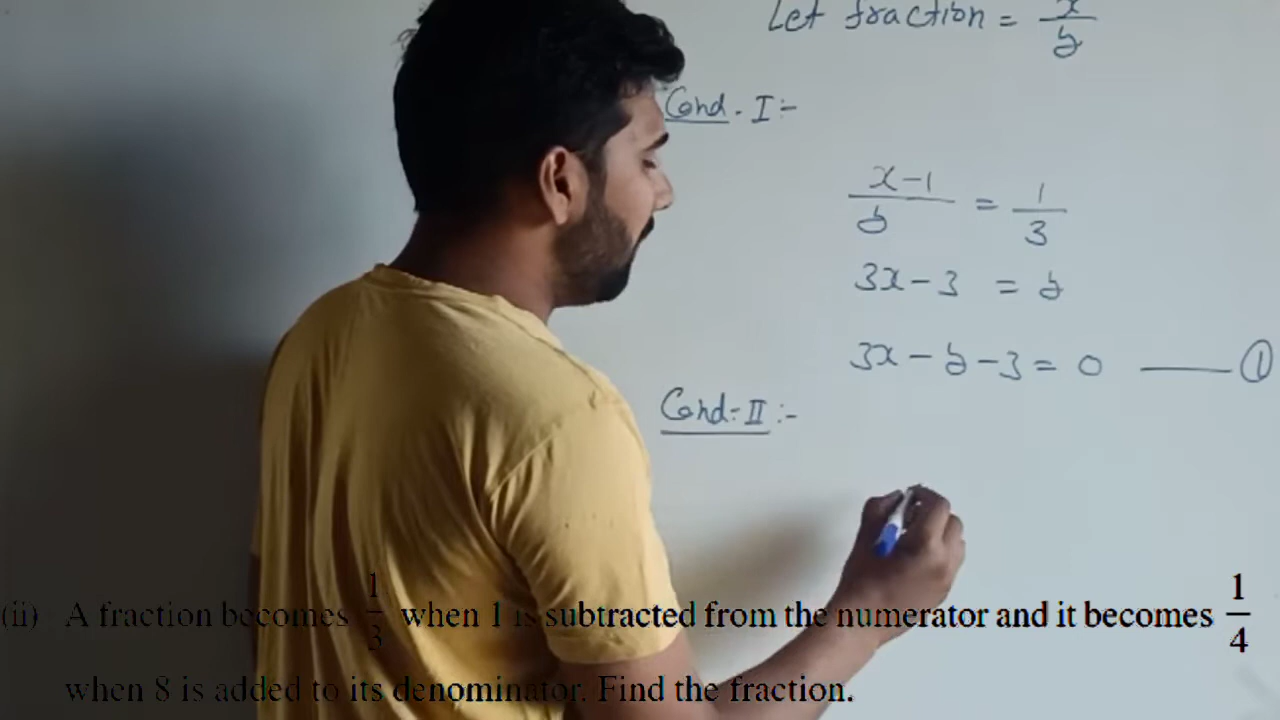 Let fraction = x/y
Cond. I :-
x-1/y = 1/3
3x-3 = y
3x-y-3=0 —— ①
Cond-II :-
(ii) A fraction becomes 1/3 when 1 is subtracted from the numerator and it becomes 1/4
when 8 is added to its denominator. Find the fraction.